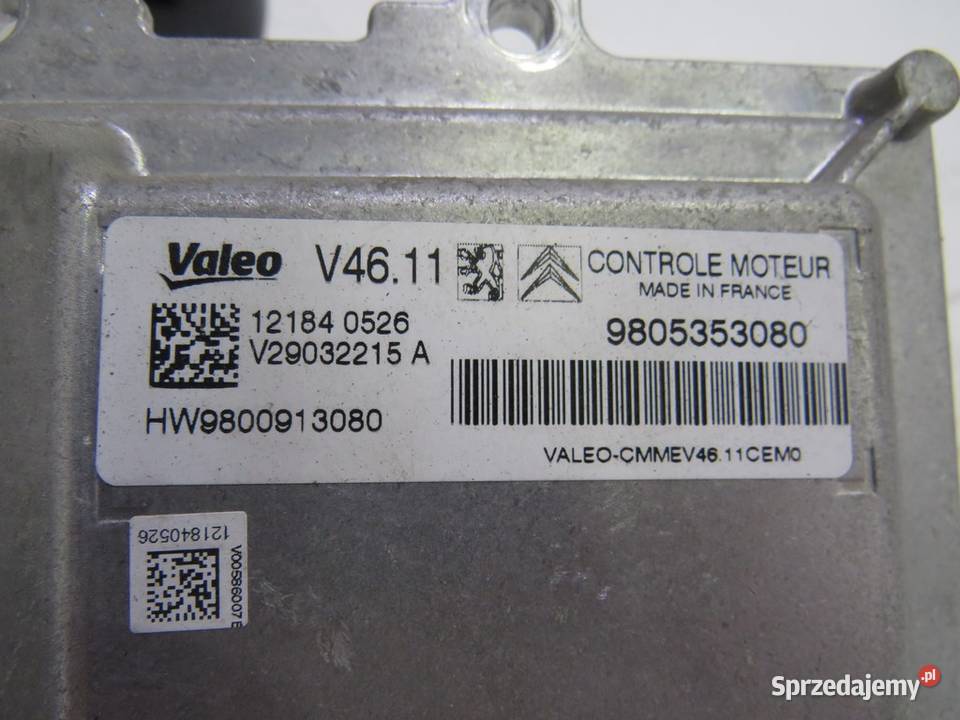 Valeo V46.11 CONTROLE MOTEUR
MADE IN FRANCE
12184 0526
9805353080
V29032215 A
HW9800913080
VALEO-CMMEV46.11CEM0
121840526
V00586007E
Sprzedajemy.pl